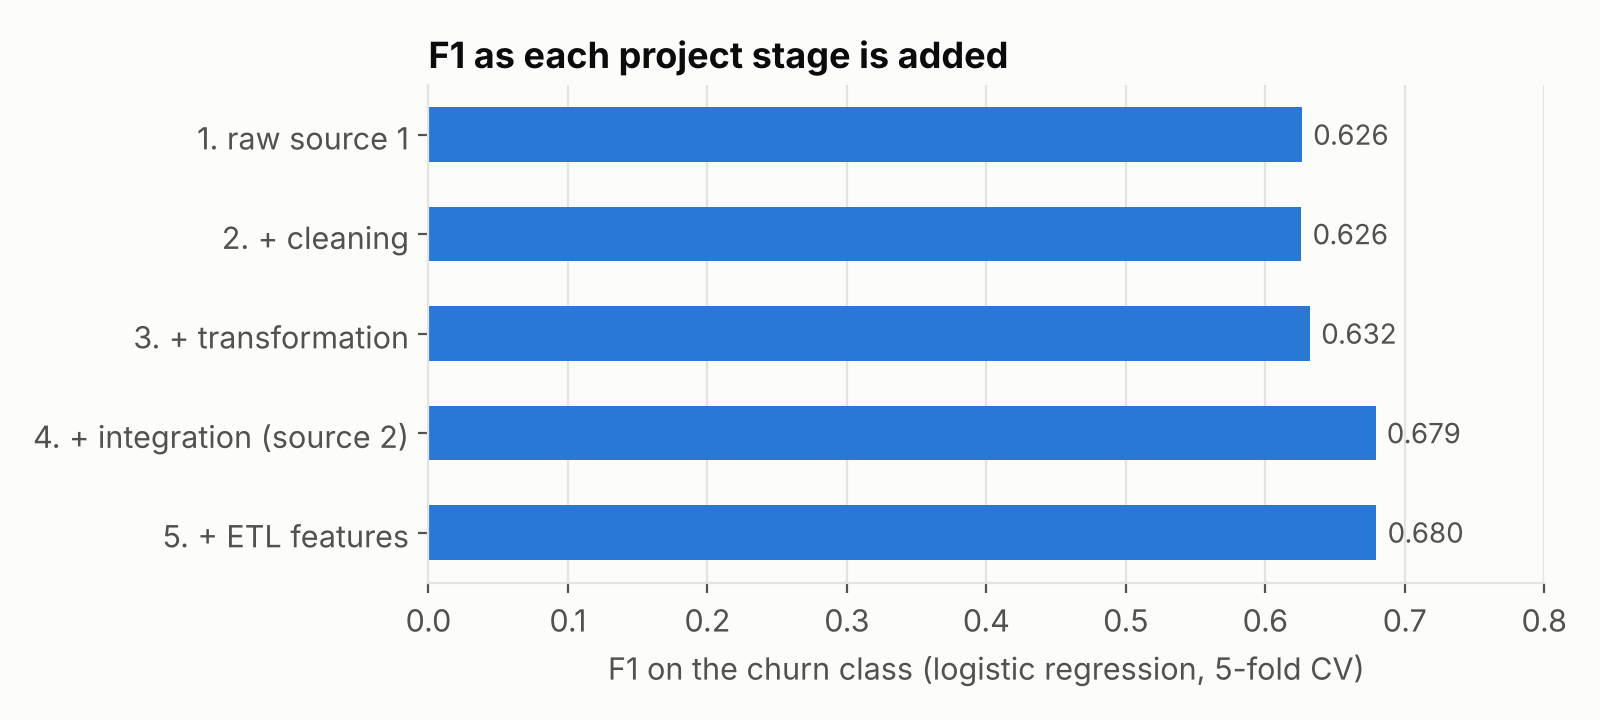 F1 as each project stage is added
1. raw source 1
0.626
2. + cleaning
0.626
3. + transformation
0.632
4. + integration (source 2)
0.679
5. + ETL features
0.680
0.0 0.1 0.2 0.3 0.4 0.5 0.6 0.7 0.8
F1 on the churn class (logistic regression, 5-fold CV)